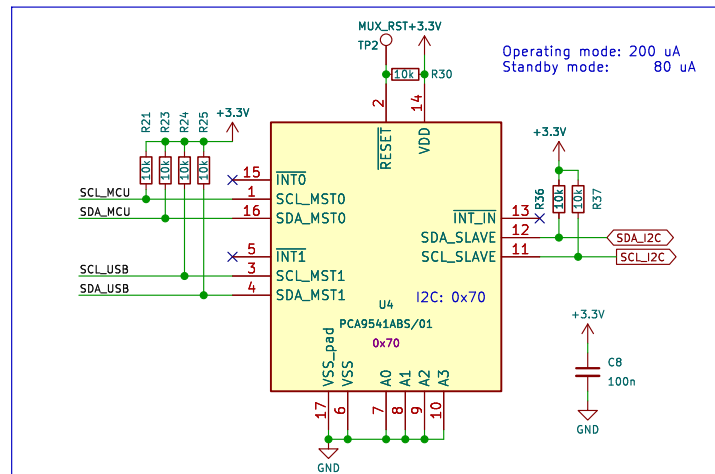 MUX_RST
+3.3V
TP2
10k
R30
Operating mode: 200 uA
Standby mode: 80 uA
2
14
RESET
VDD
R21
R23
R24
R25
+3.3V
10k
10k
10k
10k
15
INT0
SCL_MCU
1
SCL_MST0
SDA_MCU
16
SDA_MST0
5
INT1
SCL_USB
3
SCL_MST1
SDA_USB
4
SDA_MST1
+3.3V
R36
10k
10k
R37
INT_IN
13
SDA_SLAVE
12
SDA_I2C
SCL_SLAVE
11
SCL_I2C
I2C: 0x70
U4
PCA9541ABS/01
0x70
VSS_pad
VSS
A0
A1
A2
A3
17
6
7
8
9
10
GND
+3.3V
C8
100n
GND